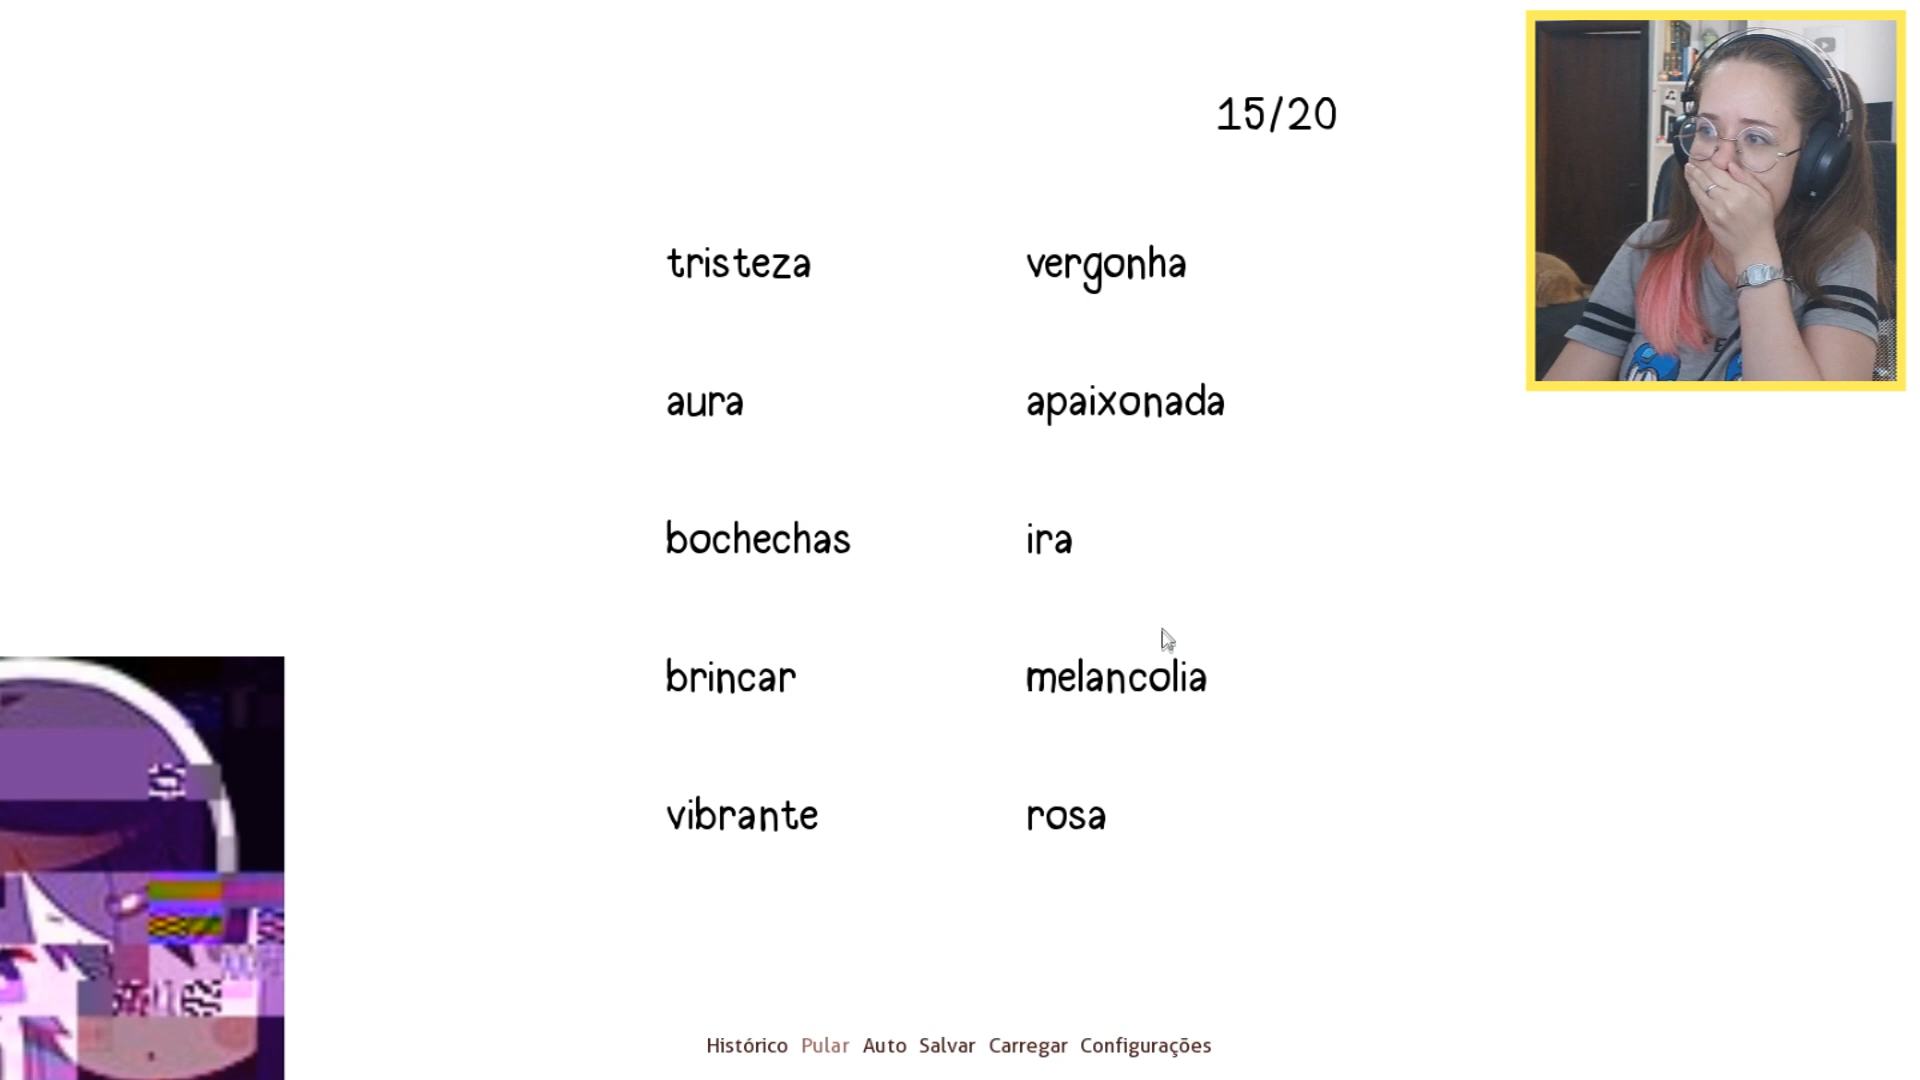 15/20
tristeza vergonha
aura apaixonada
bochechas ira
brincar melancolia
vibrante rosa
Histórico Pular Auto Salvar Carregar Configurações